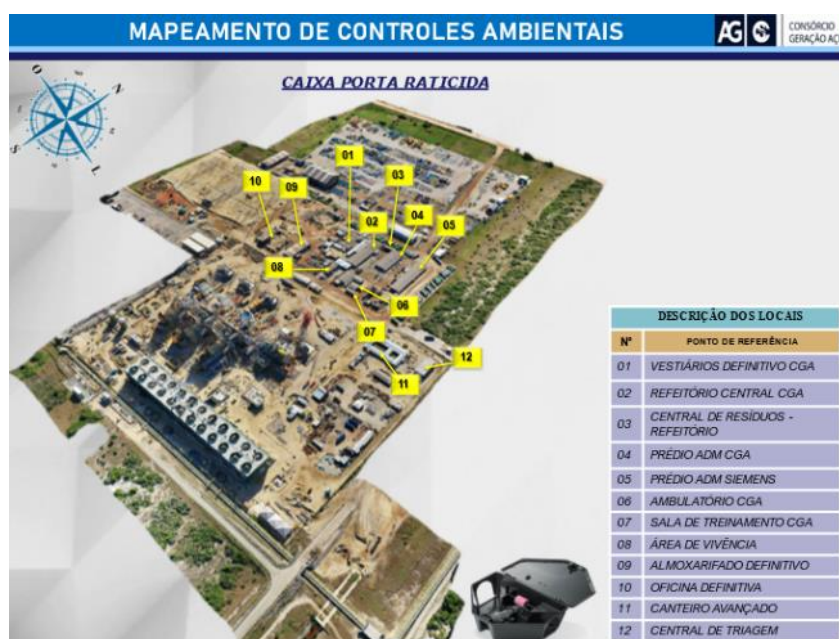 MAPEAMENTO DE CONTROLES AMBIENTAIS
AG
CONSÓRCIO
GERAÇÃO
CAIXA PORTA RATICIDA
O
N
S
L
01
03
10
09
02
04
05
08
06
07
12
11
DESCRIÇÃO DOS LOCAIS
Nº PONTO DE REFERÊNCIA
01 VESTIÁRIOS DEFINITIVO CGA
02 REFEITÓRIO CENTRAL CGA
03 CENTRAL DE RESÍDUOS -
REFEITÓRIO
04 PRÉDIO ADM CGA
05 PRÉDIO ADM SIEMENS
06 AMBULATÓRIO CGA
07 SALA DE TREINAMENTO CGA
08 ÁREA DE VIVÊNCIA
09 ALMOXARIFADO DEFINITIVO
10 OFICINA DEFINITIVA
11 CANTEIRO AVANÇADO
12 CENTRAL DE TRIAGEM